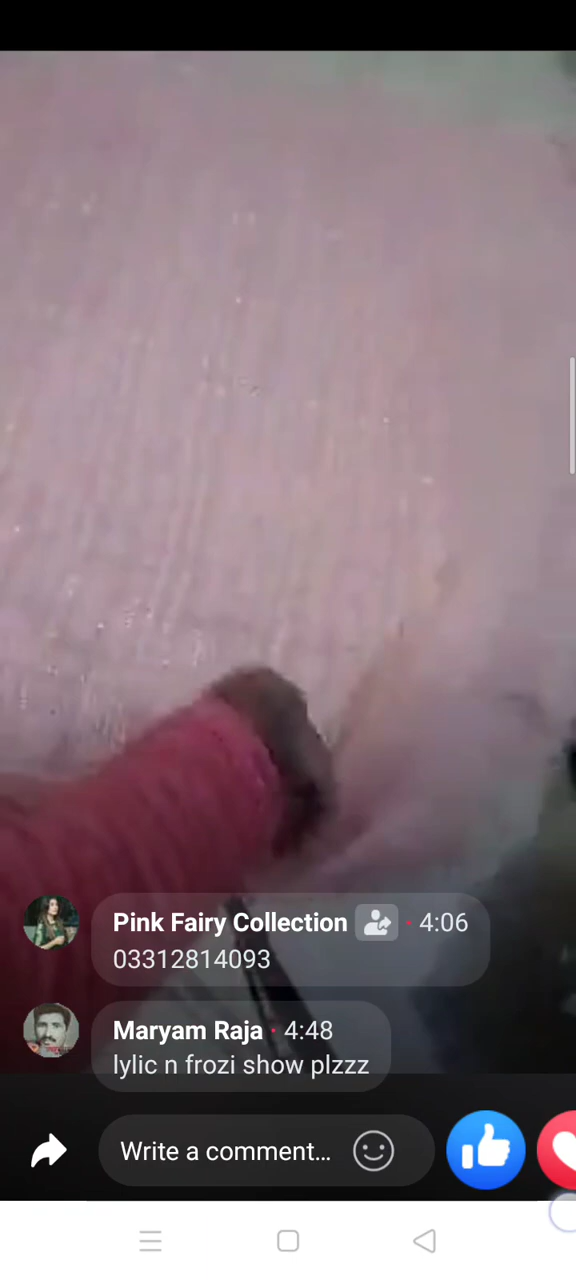 Pink Fairy Collection · 4:06
03312814093
Maryam Raja · 4:48
lylic n frozi show plzzz
Write a comment...